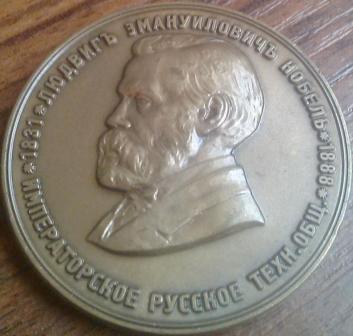 ЛЮДВИГЪ ЭМАНУИЛОВИЧЪ НОБЕЛЬ
*1831* *1888*
ИМПЕРАТОРСКОЕ РУССКОЕ ТЕХН. ОБЩ.